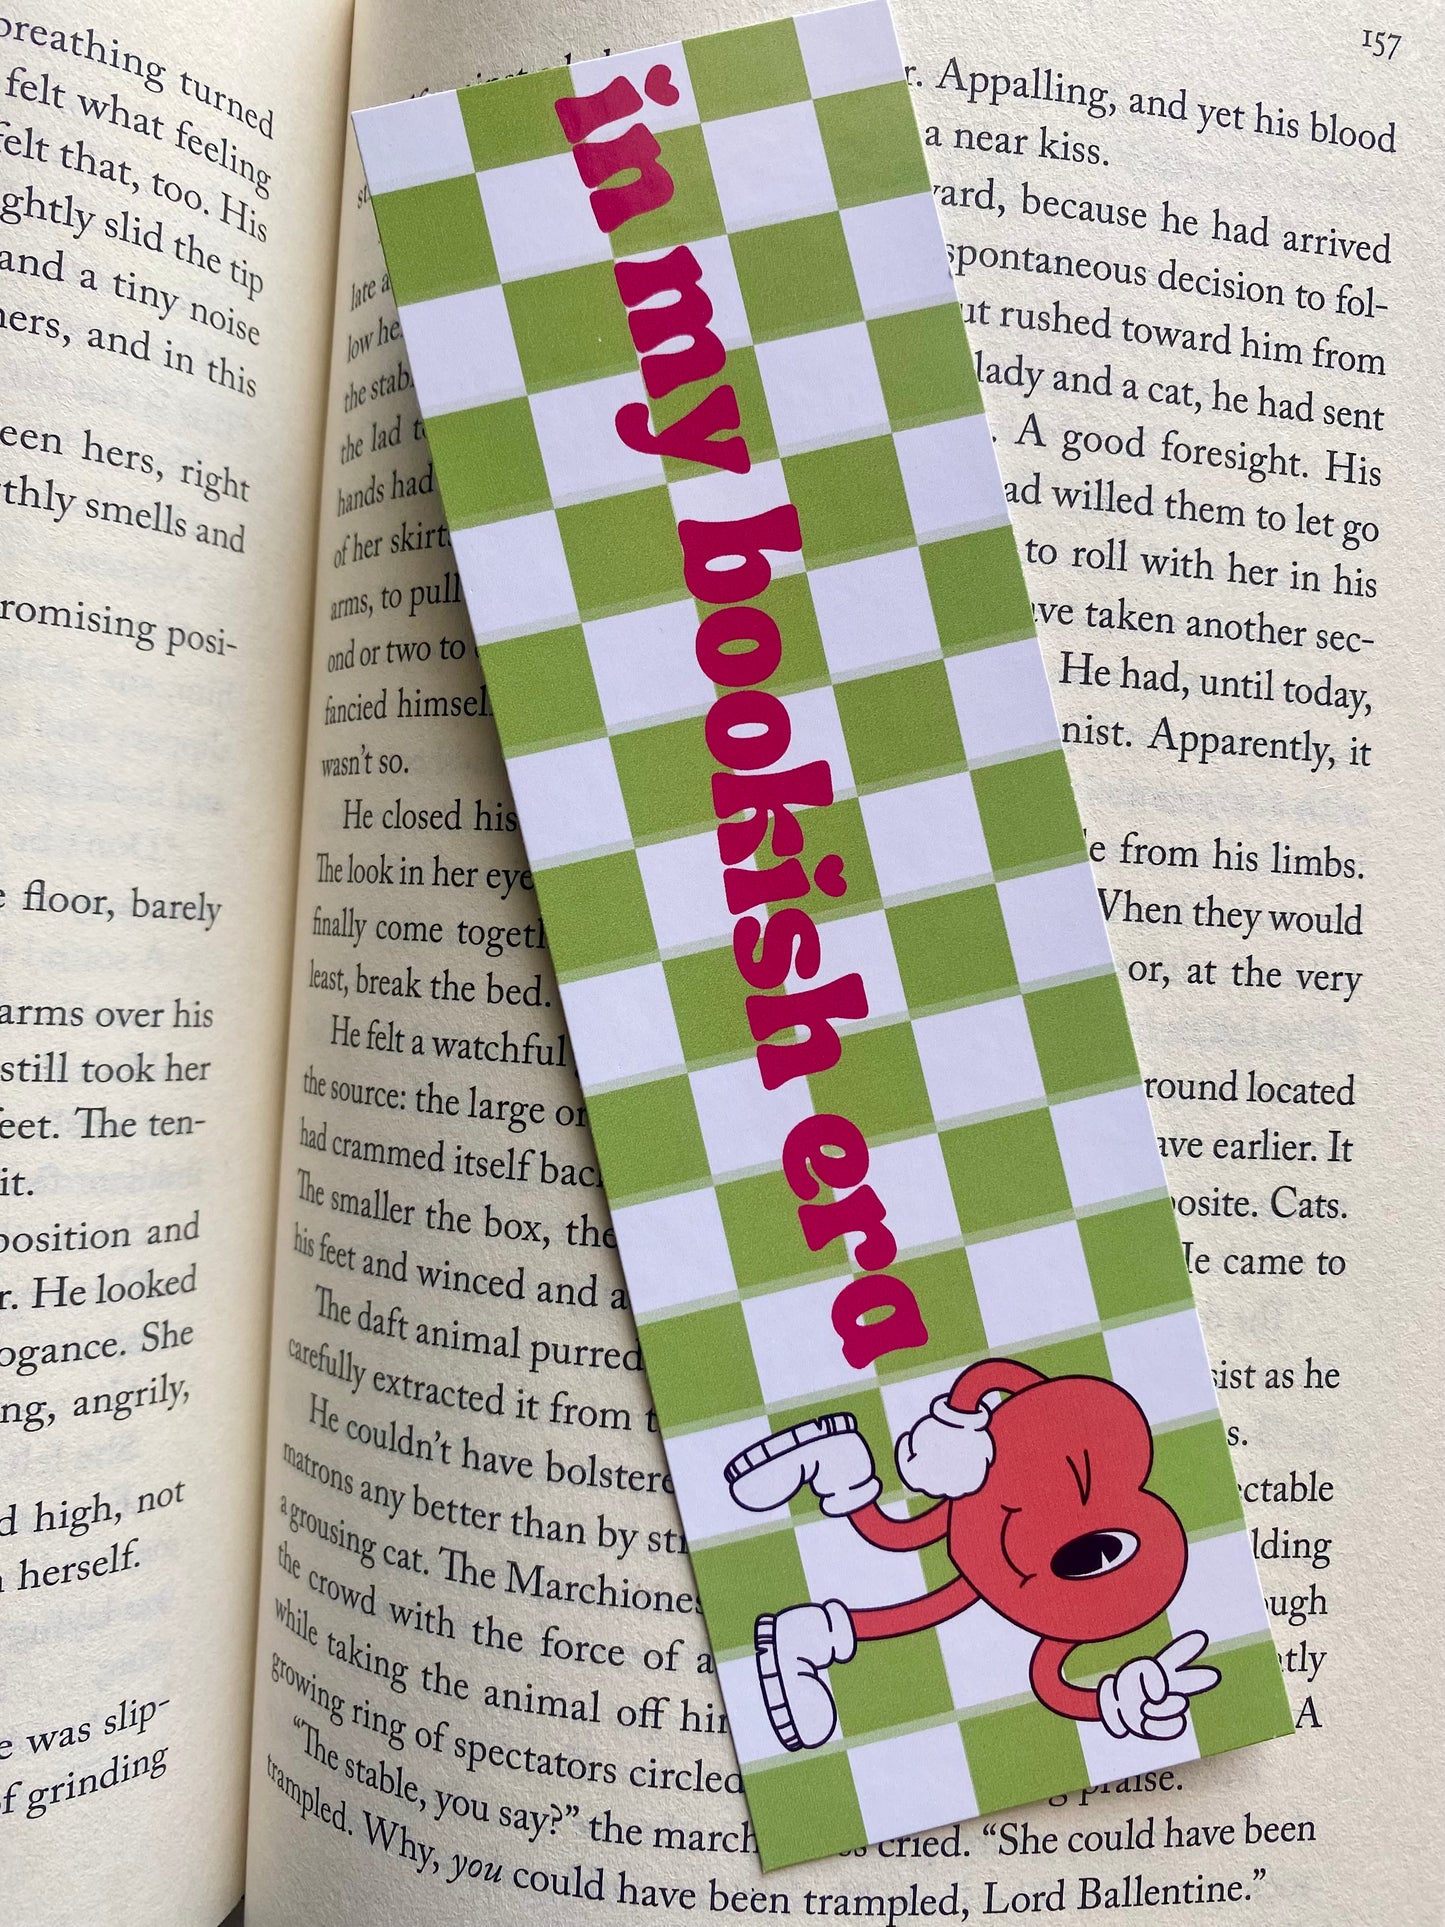 breathing turned
felt what feeling
felt that, too. His
ghtly slid the tip
and a tiny noise
hers, and in this
een hers, right
thly smells and
romising posi-
floor, barely
arms over his
still took her
feet. The ten-
it.
position and
r. He looked
ogance. She
ng, angrily,
d high, not
herself.
e was slip-
of grinding
in my bookish era
157
r. Appalling, and yet his blood
a near kiss.
ward, because he had arrived
late a spontaneous decision to fol-
low he ut rushed toward him from
the stab lady and a cat, he had sent
the lad t . A good foresight. His
hands had ad willed them to let go
of her skirt to roll with her in his
arms, to pull ave taken another sec-
ond or two to He had, until today,
fancied himsel nist. Apparently, it
wasn't so.
He closed his e from his limbs.
The look in her eye When they would
finally come togeth or, at the very
least, break the bed.
He felt a watchful round located
the source: the large or ave earlier. It
had crammed itself bac posite. Cats.
The smaller the box, the He came to
his feet and winced and a
The daft animal purred sist as he
carefully extracted it from t s.
He couldn't have bolstere ectable
matrons any better than by str lding
a grousing cat. The Marchiones ough
the crowd with the force of a tly
while taking the animal off hi A
growing ring of spectators circled praise.
"The stable, you say?" the march ss cried. "She could have been
trampled. Why, you could have been trampled, Lord Ballentine."